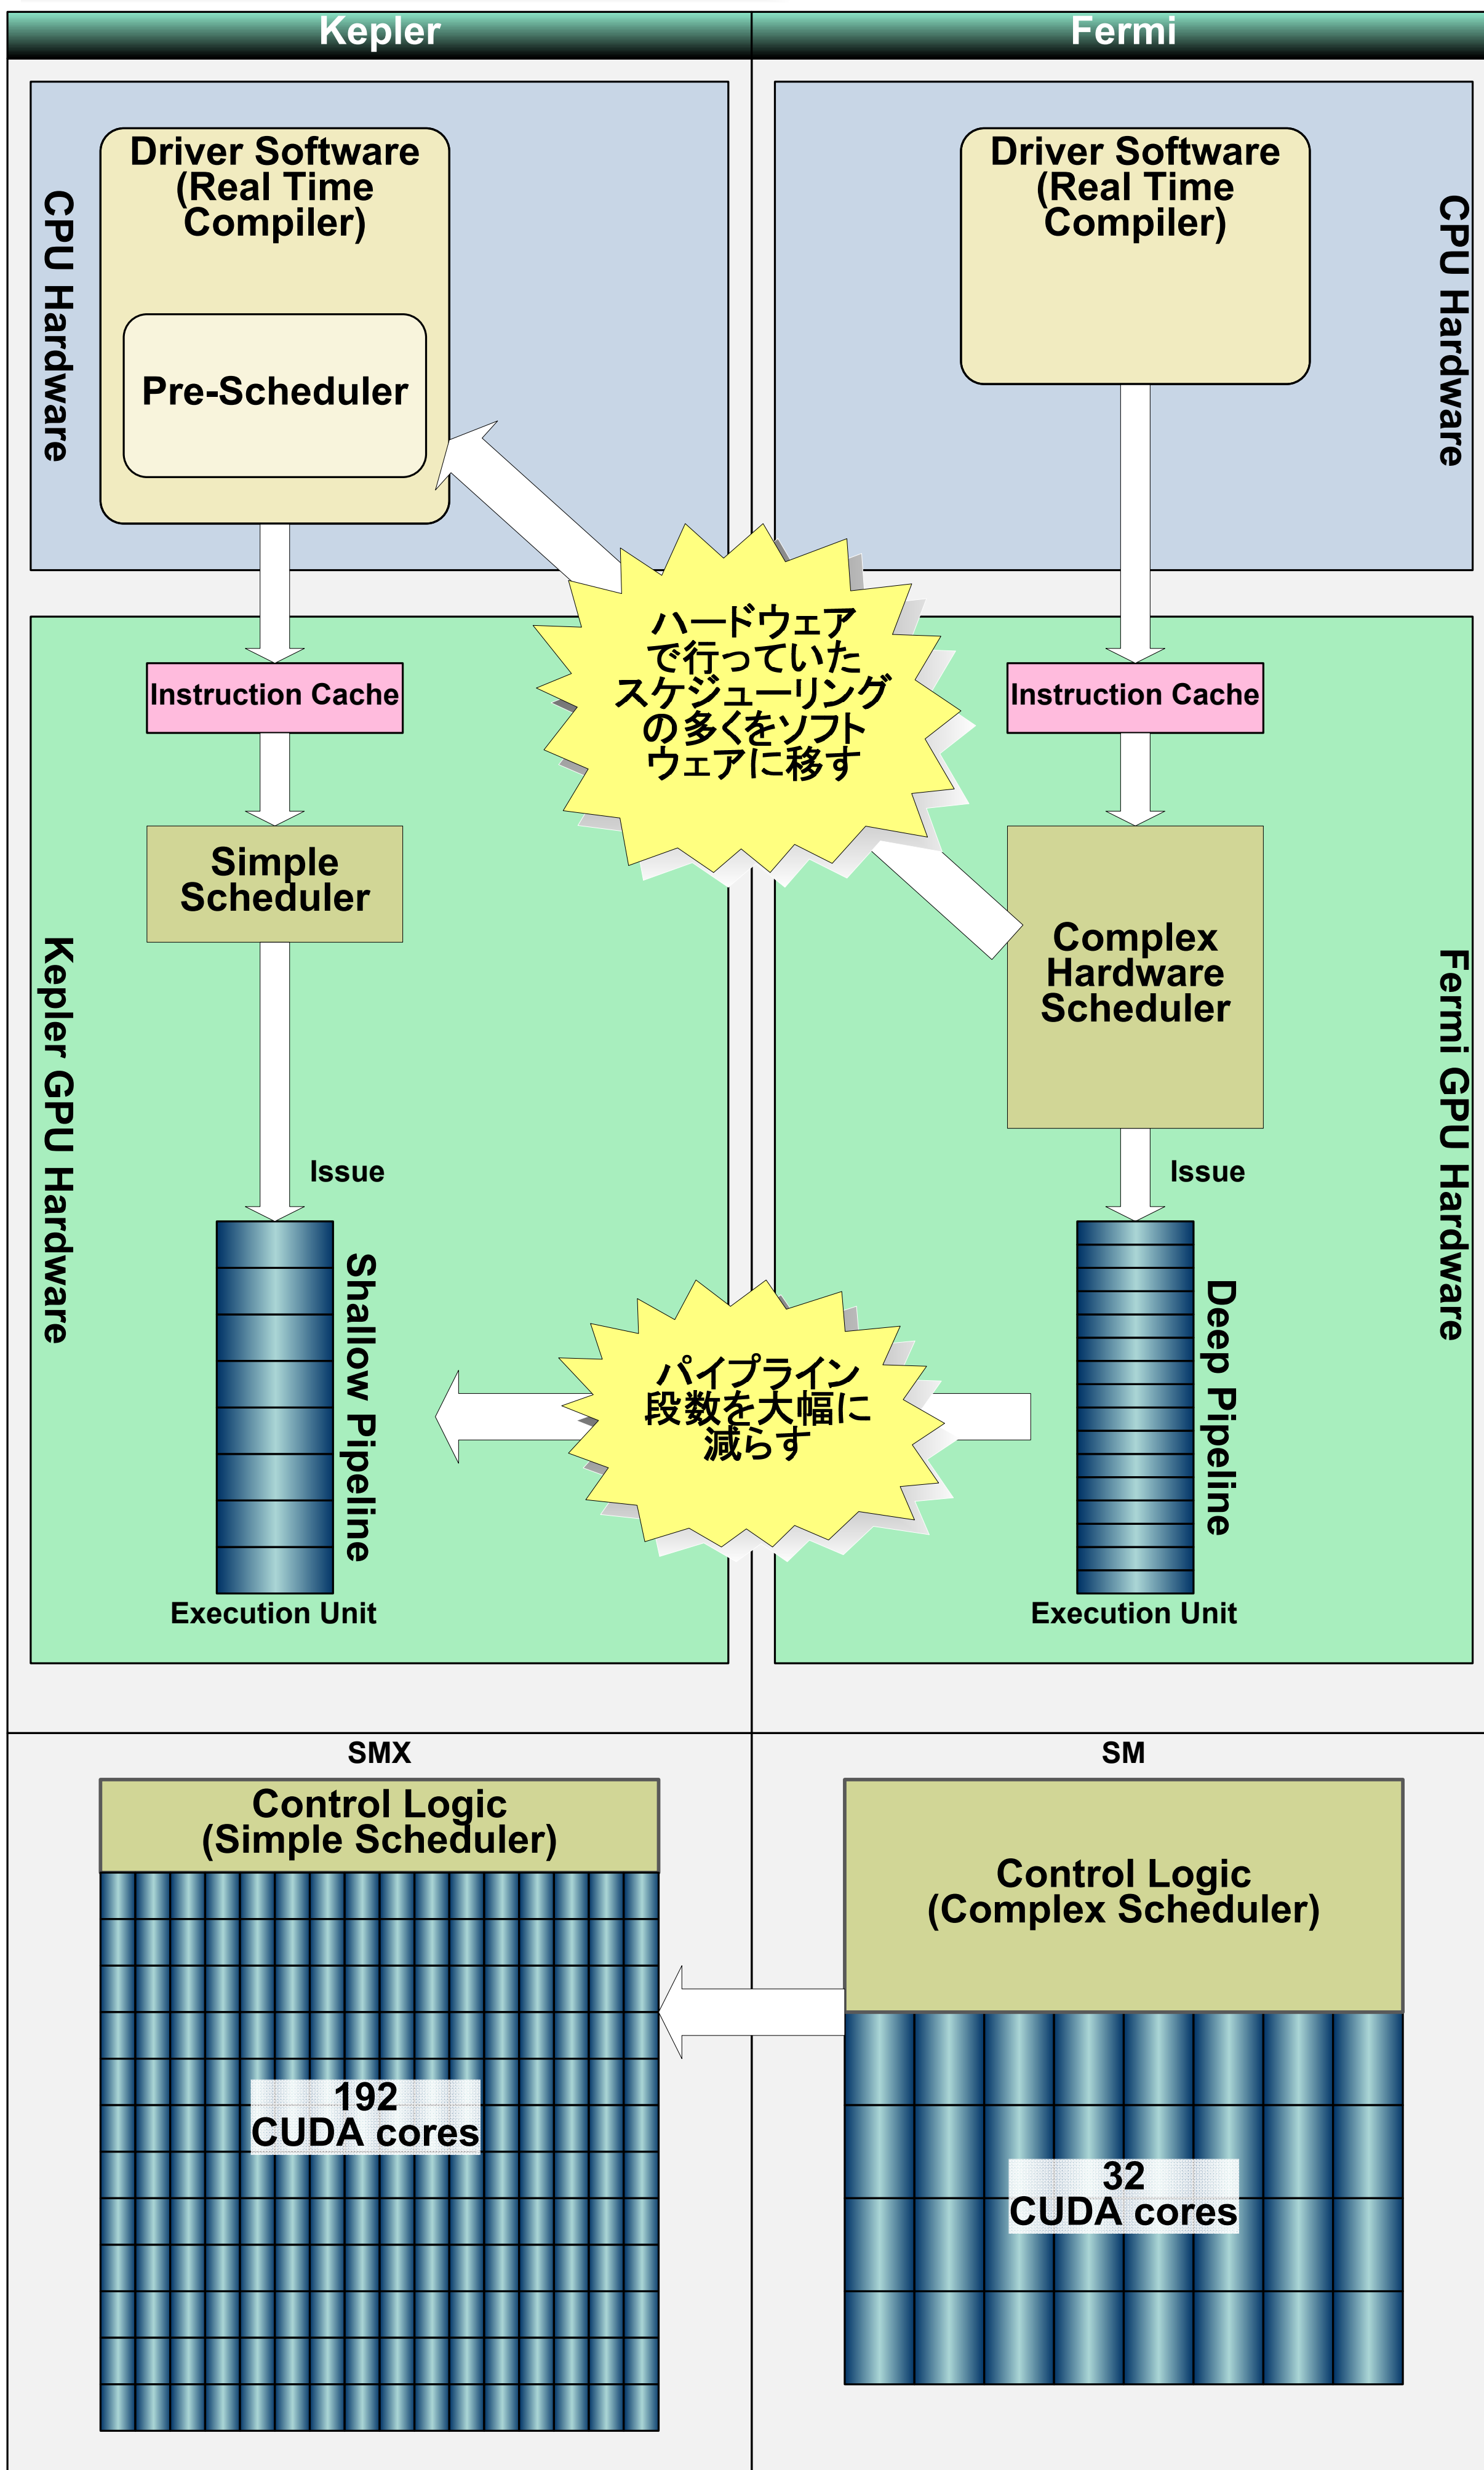 Kepler
Fermi
Driver Software
(Real Time
Compiler)
Pre-Scheduler
CPU Hardware
Driver Software
(Real Time
Compiler)
CPU Hardware
ハードウェア
で行っていた
スケジューリング
の多くをソフト
ウェアに移す
Instruction Cache
Simple
Scheduler
Kepler GPU Hardware
Issue
Shallow Pipeline
Execution Unit
Instruction Cache
Complex
Hardware
Scheduler
Fermi GPU Hardware
Issue
Deep Pipeline
Execution Unit
パイプライン
段数を大幅に
減らす
SMX
Control Logic
(Simple Scheduler)
192
CUDA cores
SM
Control Logic
(Complex Scheduler)
32
CUDA cores